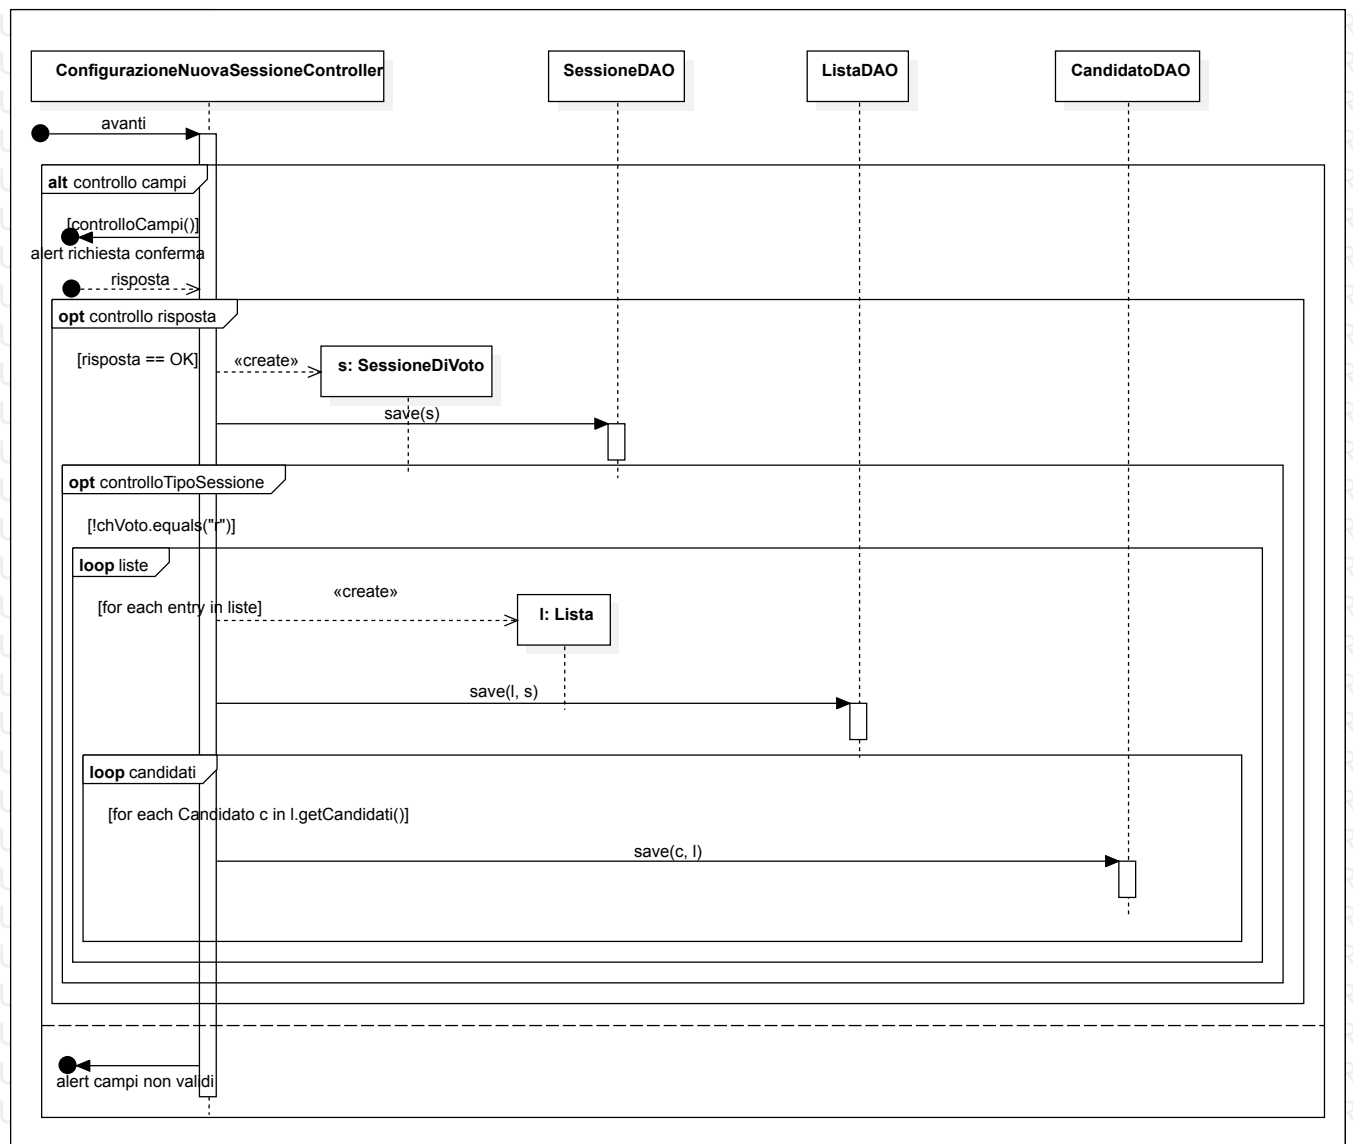 ConfigurazioneNuovaSessioneController
SessioneDAO
ListaDAO
CandidatoDAO
avanti
alt controllo campi
[controlloCampi()]
alert richiesta conferma
risposta
opt controllo risposta
[risposta == OK]
«create»
s: SessioneDiVoto
save(s)
opt controlloTipoSessione
[!chVoto.equals("r")]
loop liste
«create»
[for each entry in liste]
l: Lista
save(l, s)
loop candidati
[for each Candidato c in l.getCandidati()]
save(c, l)
alert campi non validi